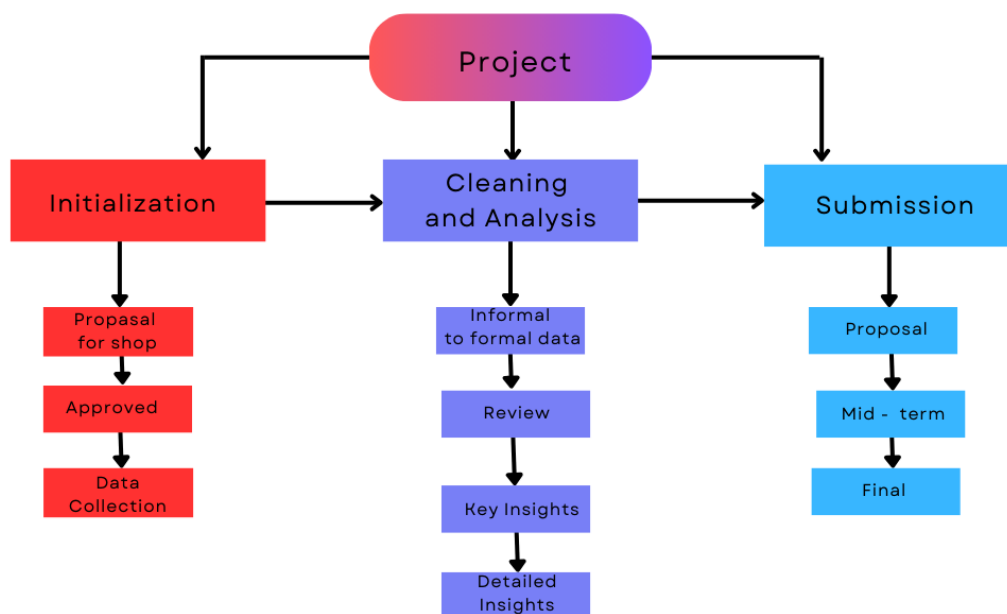 Project
Initialization
Cleaning
and Analysis
Submission
Propasal
for shop
Approved
Data
Collection
Informal
to formal data
Review
Key Insights
Detailed
Insights
Proposal
Mid - term
Final